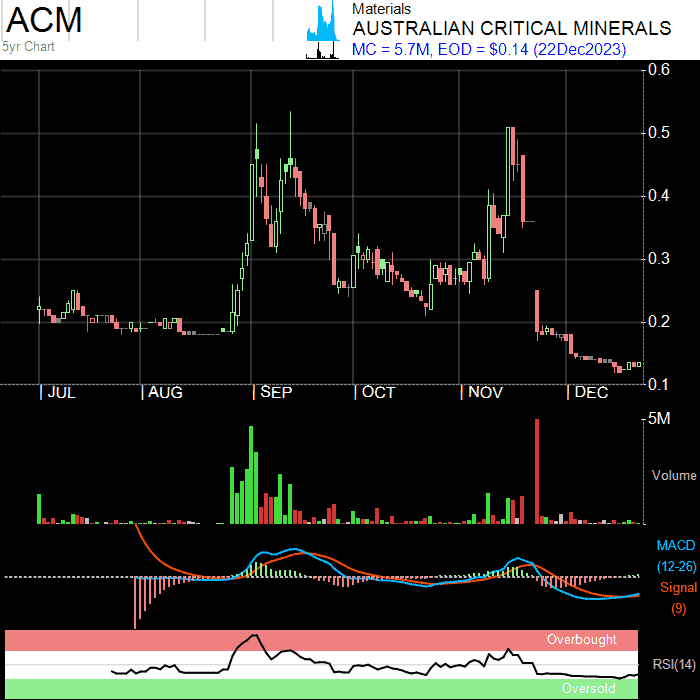 ACM
5yr Chart
Materials
AUSTRALIAN CRITICAL MINERALS
MC = 5.7M, EOD = $0.14 (22Dec2023)
0.6
0.5
0.4
0.3
0.2
0.1
JUL AUG SEP OCT NOV DEC
5M
Volume
MACD
(12-26)
Signal
(9)
Overbought
RSI(14)
Oversold